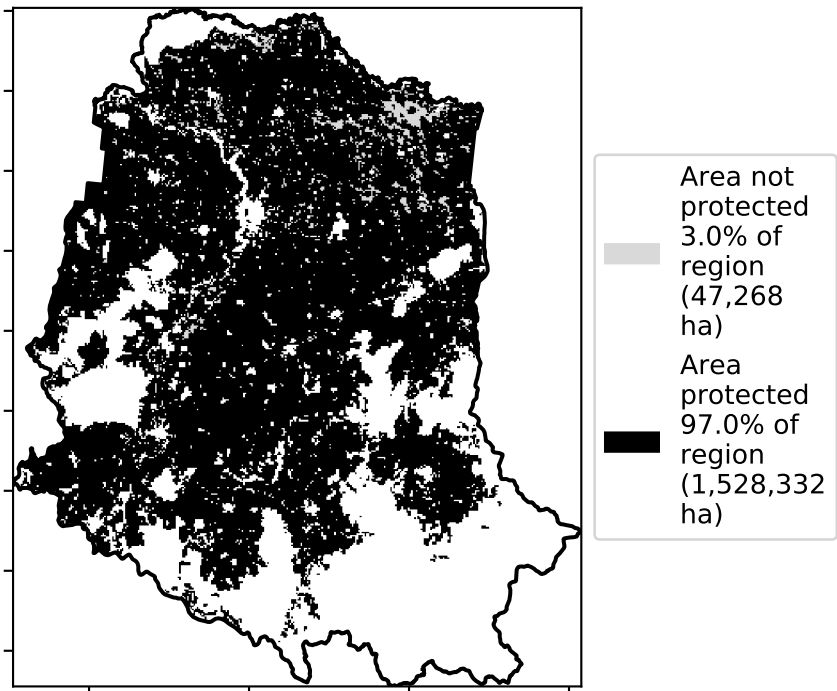 Area not
protected
3.0% of
region
(47,268
ha)
Area
protected
97.0% of
region
(1,528,332
ha)